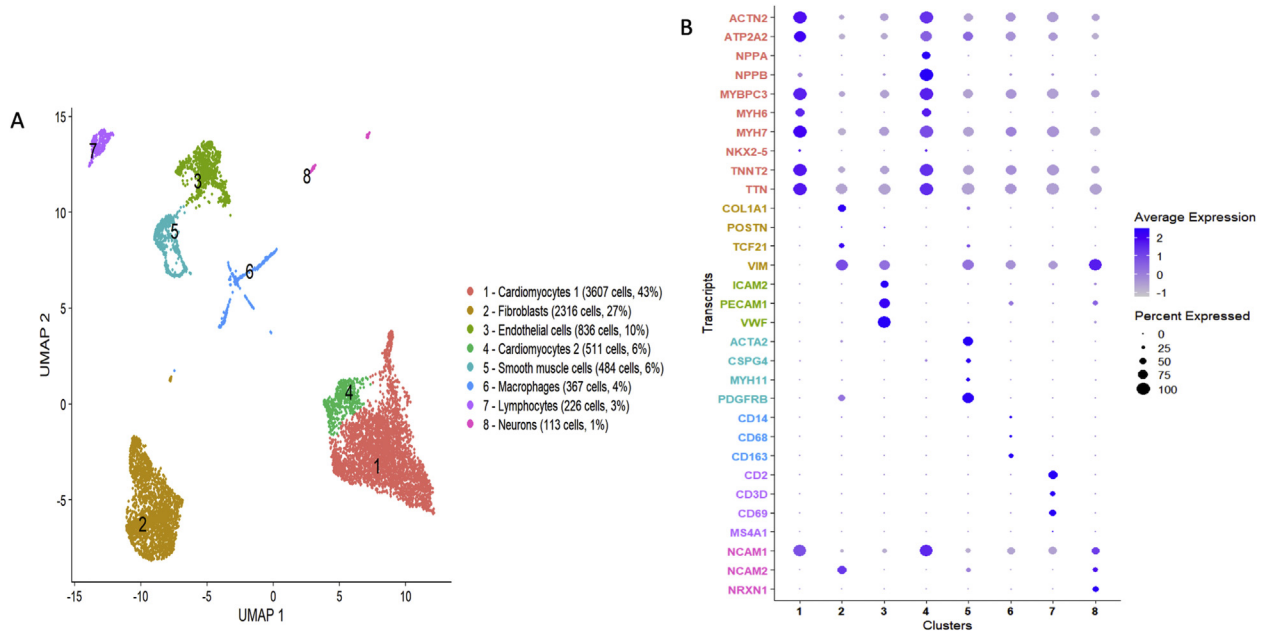 A
UMAP 2
15
10
5
0
-5
7
3
8
5
6
4
1
2
-15
-10
-5
0
5
10
UMAP 1
1 - Cardiomyocytes 1 (3607 cells, 43%)
2 - Fibroblasts (2316 cells, 27%)
3 - Endothelial cells (836 cells, 10%)
4 - Cardiomyocytes 2 (511 cells, 6%)
5 - Smooth muscle cells (484 cells, 6%)
6 - Macrophages (367 cells, 4%)
7 - Lymphocytes (226 cells, 3%)
8 - Neurons (113 cells, 1%)
B
Transcripts
ACTN2
ATP2A2
NPPA
NPPB
MYBPC3
MYH6
MYH7
NKX2-5
TNNT2
TTN
COL1A1
POSTN
TCF21
VIM
ICAM2
PECAM1
VWF
ACTA2
CSPG4
MYH11
PDGFRB
CD14
CD68
CD163
CD2
CD3D
CD69
MS4A1
NCAM1
NCAM2
NRXN1
1
2
3
4
5
6
7
8
Clusters
Average Expression
2
1
0
-1
Percent Expressed
0
25
50
75
100